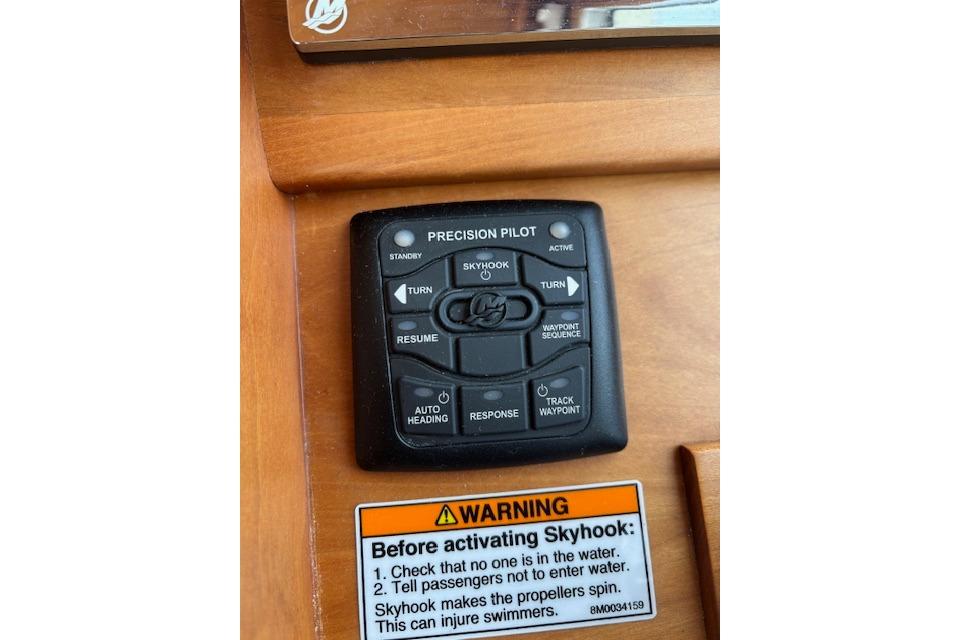 PRECISION PILOT
STANDBY
ACTIVE
SKYHOOK
TURN
TURN
RESUME
WAYPOINT
SEQUENCE
AUTO
HEADING
RESPONSE
TRACK
WAYPOINT
WARNING
Before activating Skyhook:
1. Check that no one is in the water.
2. Tell passengers not to enter water.
Skyhook makes the propellers spin.
This can injure swimmers.
8M0034159